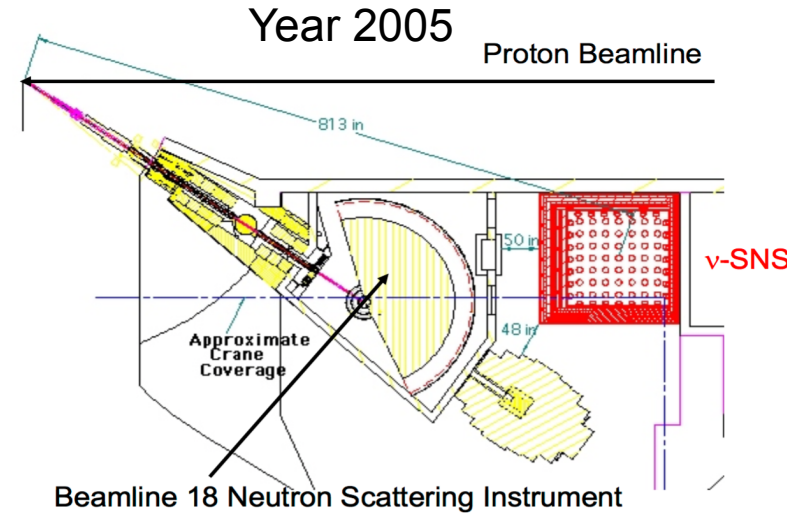 Year 2005
Proton Beamline
813 in
50 in
ν-SNS
48 in
Approximate
Crane
Coverage
Beamline 18 Neutron Scattering Instrument